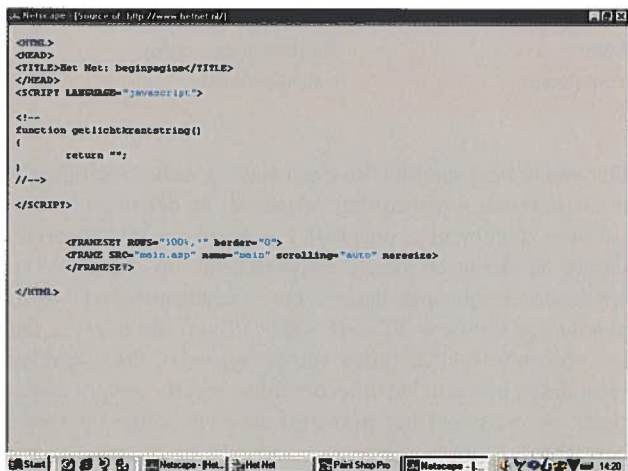 Netscape - [Source of: http://www.hetnet.nl/]
<HTML>
<HEAD>
<TITLE>Het Net: beginpagina</TITLE>
</HEAD>
<SCRIPT LANGUAGE="javascript">
<!--
function getlichtkrantstring()
{
return "";
}
//-->
</SCRIPT>
<FRAMESET ROWS="100%,*" border="0">
<FRAME SRC="main.asp" name="main" scrolling="auto" noresize>
</FRAMESET>
</HTML>
Start Netscape - [Het... Het Net Paint Shop Pro Netscape - [... 14:20